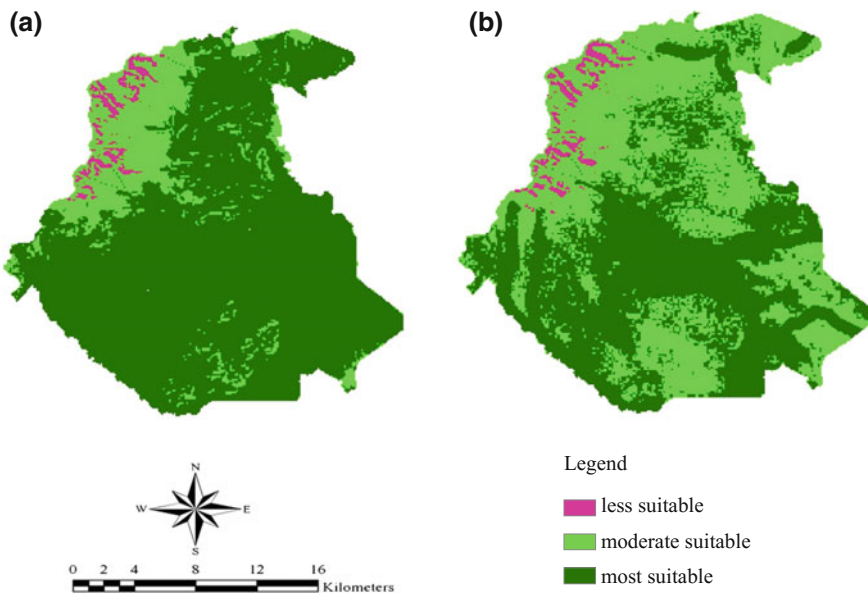 (a)
(b)
N
W E
S
0 2 4 8 12 16
Kilometers
Legend
less suitable
moderate suitable
most suitable